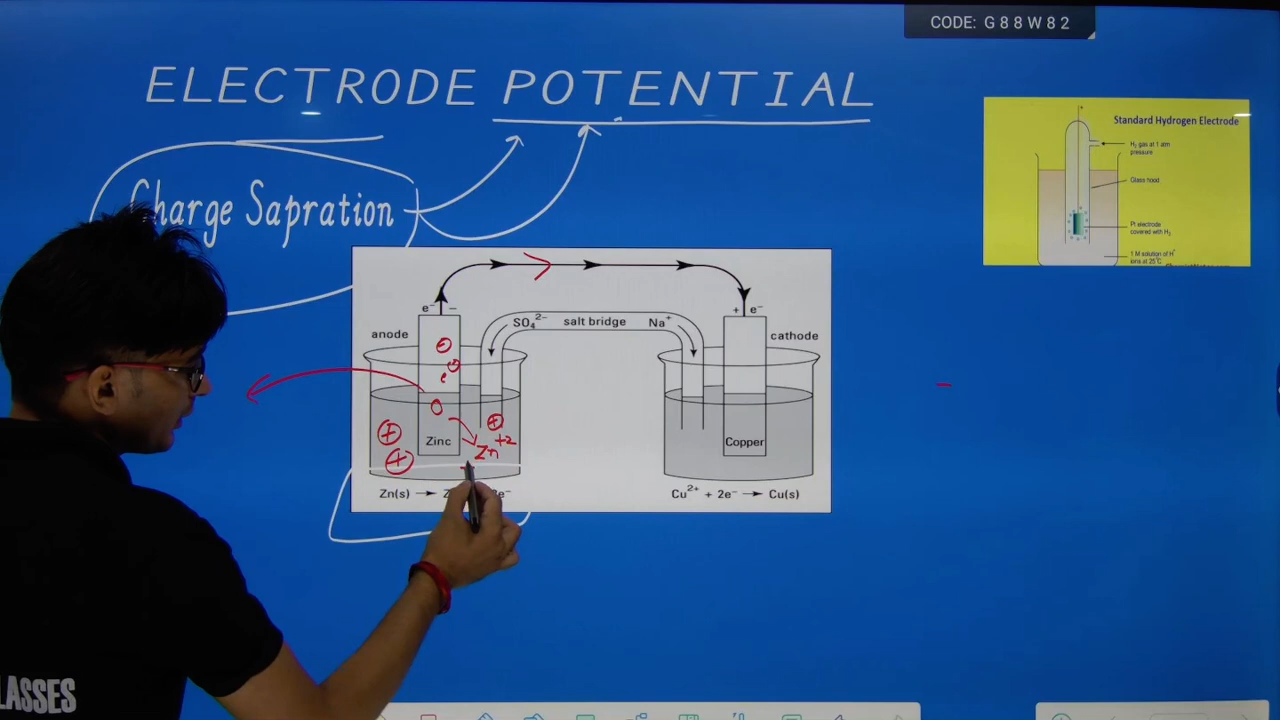 CODE: G 8 8 W 8 2
ELECTRODE POTENTIAL
Charge Sapration
Standard Hydrogen Electrode
H₂ gas at 1 atm
pressure
Glass hood
Pt electrode
covered with H₂
1 M solution of H⁺
ions at 25°C
e⁻ −
+ e⁻
anode
SO₄²⁻ salt bridge Na⁺
cathode
e
Zn+2
Zinc
Copper
Zn(s) → Z e⁻
Cu²⁺ + 2e⁻ → Cu(s)
LASSES